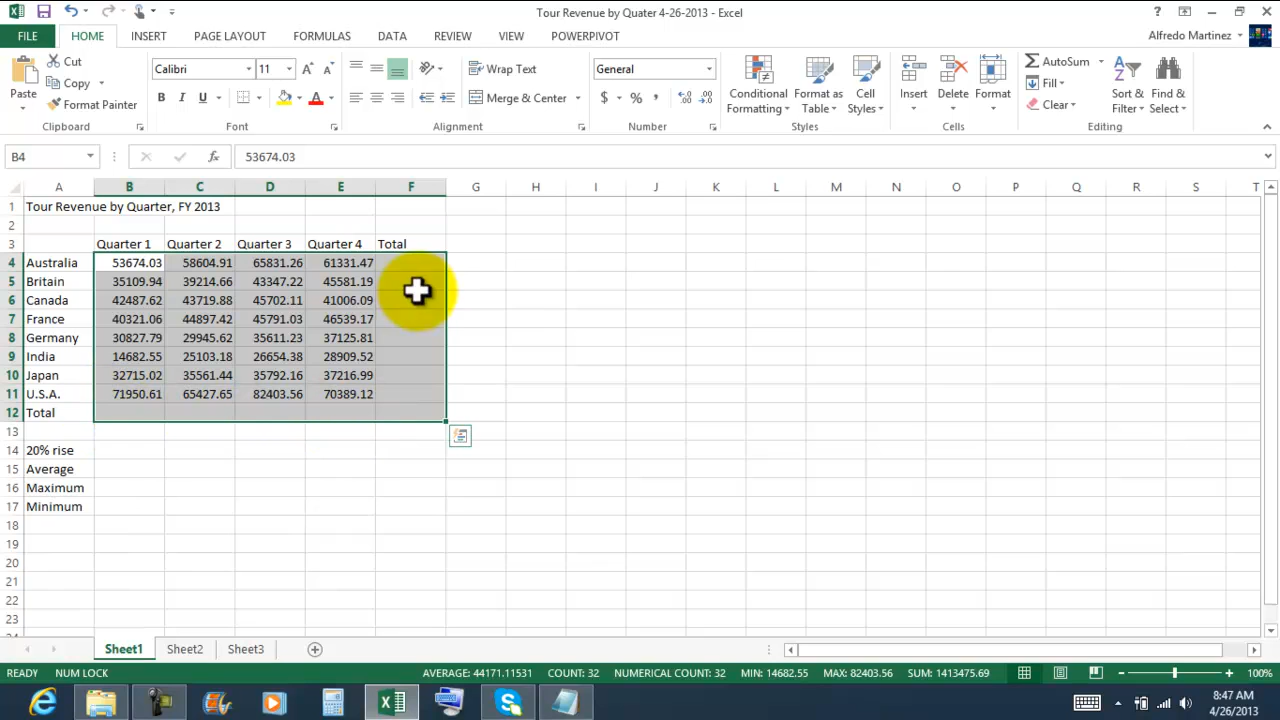 Tour Revenue by Quater 4-26-2013 - Excel
FILE HOME INSERT PAGE LAYOUT FORMULAS DATA REVIEW VIEW POWERPIVOT Alfredo Martinez
Cut
Copy
Format Painter
Paste
Clipboard
Calibri 11
B I U
Font
Wrap Text
Merge & Center
Alignment
General
$ % ,
Number
Conditional Formatting
Format as Table
Cell Styles
Styles
Insert Delete Format
Cells
AutoSum
Fill
Clear
Sort & Filter
Find & Select
Editing
B4 fx 53674.03
A B C D E F G H I J K L M N O P Q R S T
1 Tour Revenue by Quarter, FY 2013
2
3 Quarter 1 Quarter 2 Quarter 3 Quarter 4 Total
4 Australia 53674.03 58604.91 65831.26 61331.47
5 Britain 35109.94 39214.66 43347.22 45581.19
6 Canada 42487.62 43719.88 45702.11 41006.09
7 France 40321.06 44897.42 45791.03 46539.17
8 Germany 30827.79 29945.62 35611.23 37125.81
9 India 14682.55 25103.18 26654.38 28909.52
10 Japan 32715.02 35561.44 35792.16 37216.99
11 U.S.A. 71950.61 65427.65 82403.56 70389.12
12 Total
13
14 20% rise
15 Average
16 Maximum
17 Minimum
18
19
20
21
22
23
Sheet1 Sheet2 Sheet3
READY NUM LOCK AVERAGE: 44171.11531 COUNT: 32 NUMERICAL COUNT: 32 MIN: 14682.55 MAX: 82403.56 SUM: 1413475.69 100%
8:47 AM
4/26/2013